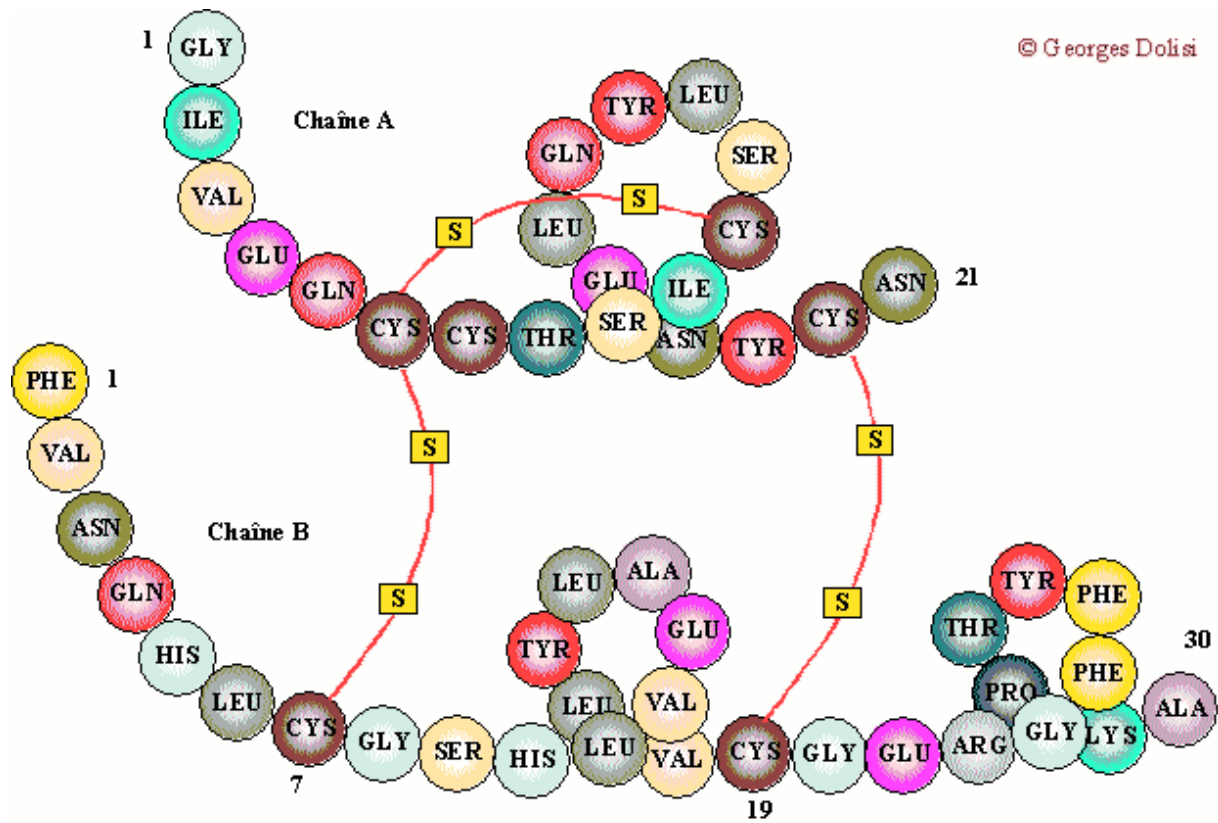 © Georges Dolisi
Chaîne A
1
GLY
ILE
VAL
GLU
GLN
CYS
CYS
THR
SER
ILE
CYS
SER
LEU
TYR
GLN
LEU
GLU
ASN
TYR
CYS
ASN
21
S
S
S
S
S
S
Chaîne B
1
PHE
VAL
ASN
GLN
HIS
LEU
CYS
7
GLY
SER
HIS
LEU
VAL
GLU
ALA
LEU
TYR
LEU
VAL
CYS
19
GLY
GLU
ARG
GLY
PHE
PHE
TYR
THR
PRO
LYS
ALA
30